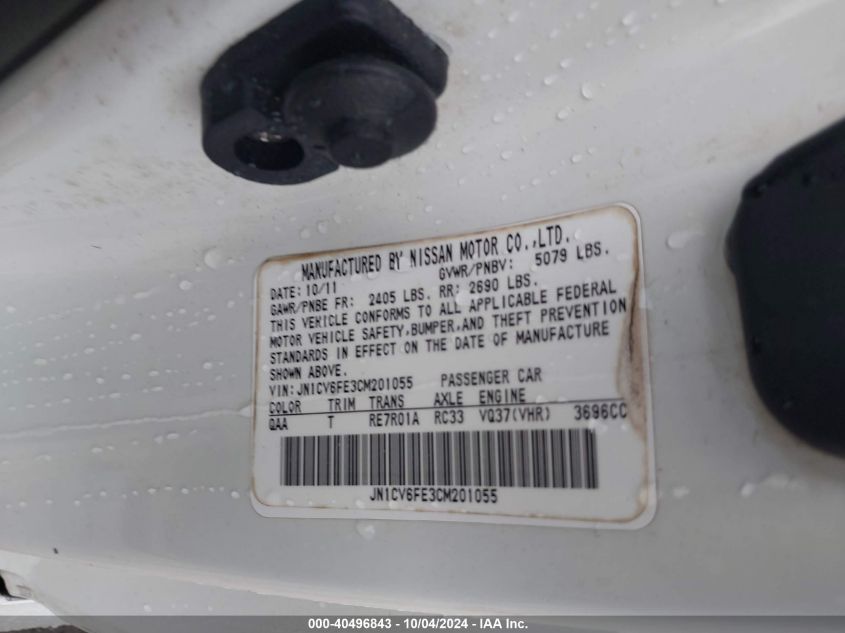 MANUFACTURED BY NISSAN MOTOR CO.,LTD.
DATE: 10/11 GVWR/PNBV: 5079 LBS.
GAWR/PNBE FR: 2405 LBS. RR: 2690 LBS.
THIS VEHICLE CONFORMS TO ALL APPLICABLE FEDERAL
MOTOR VEHICLE SAFETY,BUMPER,AND THEFT PREVENTION
STANDARDS IN EFFECT ON THE DATE OF MANUFACTURE
SHOWN ABOVE.
VIN: JN1CV6FE3CM201055 PASSENGER CAR
COLOR TRIM TRANS AXLE ENGINE
QAA T RE7R01A RC33 VQ37(VHR) 3696CC
JN1CV6FE3CM201055
000-40496843 - 10/04/2024 - IAA Inc.